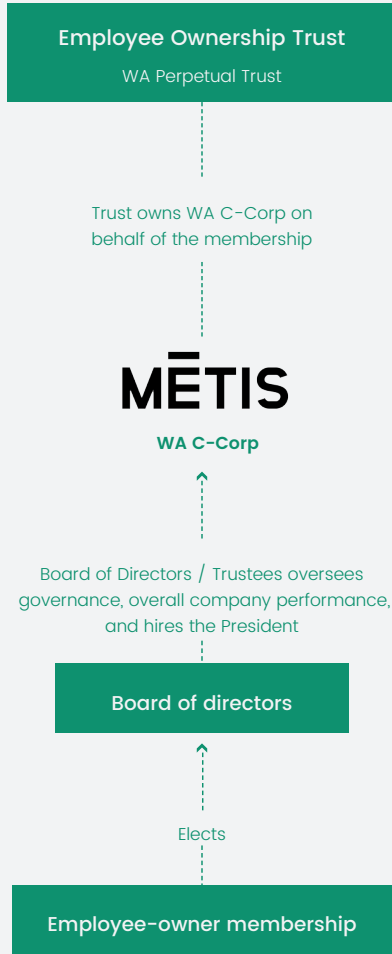 Employee Ownership Trust
WA Perpetual Trust
Trust owns WA C-Corp on
behalf of the membership
MĒTIS
WA C-Corp
Board of Directors / Trustees oversees
governance, overall company performance,
and hires the President
Board of directors
Elects
Employee-owner membership